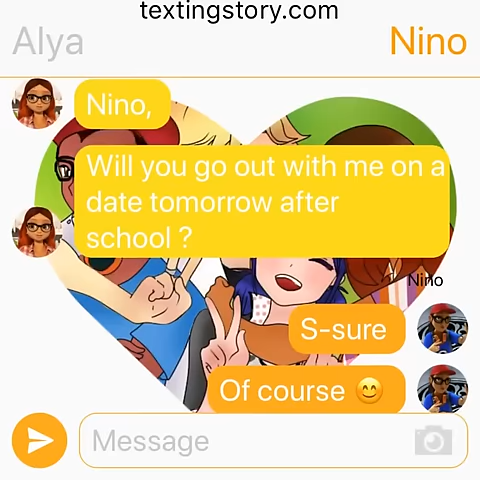 textingstory.com
Alya
Nino
Nino,
Will you go out with me on a
date tomorrow after
school ?
Nino
S-sure
Of course 😊
Message